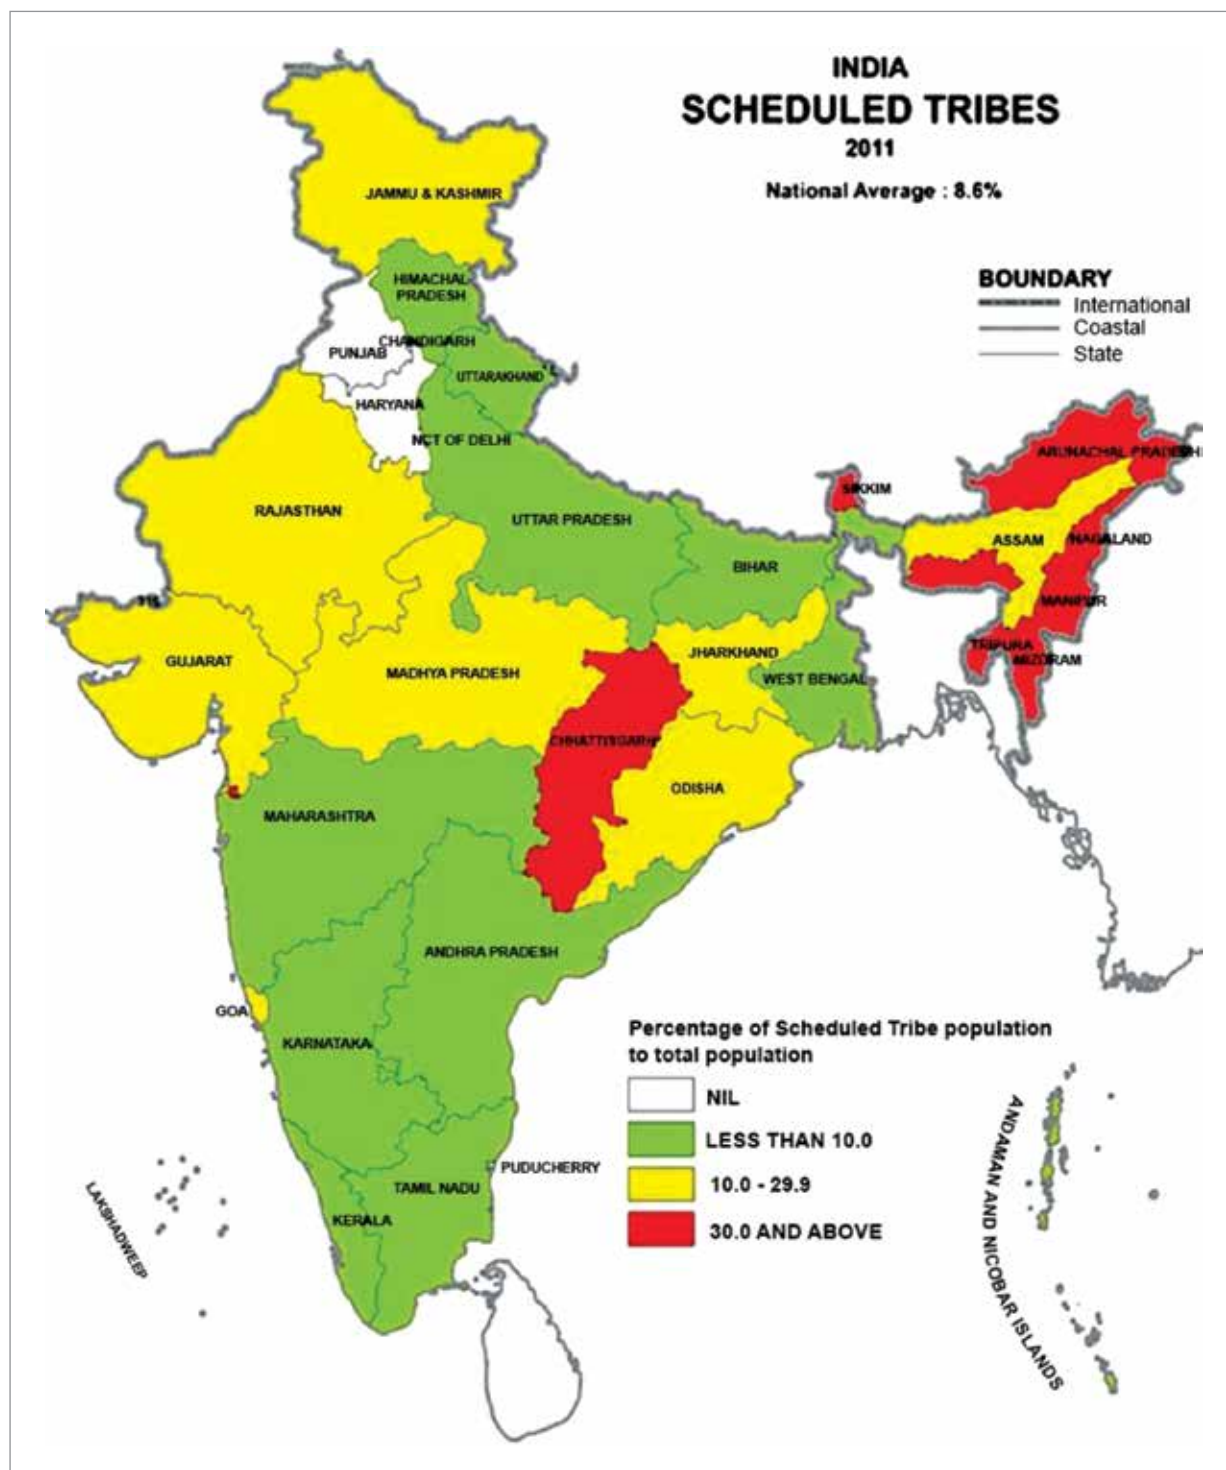 INDIA
SCHEDULED TRIBES
2011
National Average : 8.6%
JAMMU & KASHMIR
BOUNDARY
International
Coastal
State
HIMACHAL
PRADESH
CHANDIGARH
PUNJAB
UTTARAKHAND
HARYANA
NCT OF DELHI
ARUNACHAL PRADESH
SIKKIM
RAJASTHAN
UTTAR PRADESH
ASSAM
NAGALAND
BIHAR
MANIPUR
TRIPURA
MIZORAM
GUJARAT
MADHYA PRADESH
JHARKHAND
WEST BENGAL
CHHATTISGARH
ODISHA
MAHARASHTRA
ANDHRA PRADESH
GOA
KARNATAKA
Percentage of Scheduled Tribe population
to total population
NIL
LESS THAN 10.0
10.0 - 29.9
30.0 AND ABOVE
PUDUCHERRY
TAMIL NADU
KERALA
LAKSHADWEEP
ANDAMAN AND NICOBAR ISLANDS